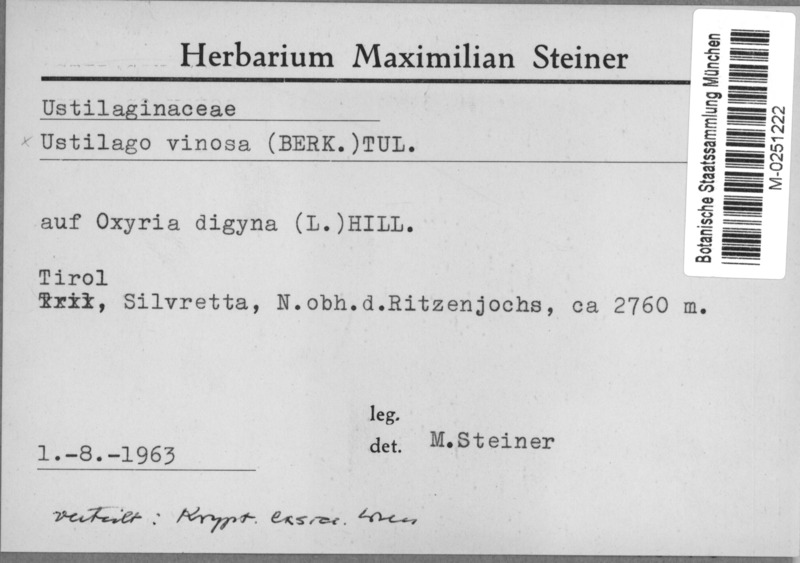 Herbarium Maximilian Steiner
Ustilaginaceae
Ustilago vinosa (BERK.)TUL.
auf Oxyria digyna (L.)HILL.
Tirol
, Silvretta, N.obh.d.Ritzenjochs, ca 2760 m.
leg.
det. M.Steiner
1.-8.-1963
verteilt: Krypt. exsicc.
Botanische Staatssammlung München
M-0251222